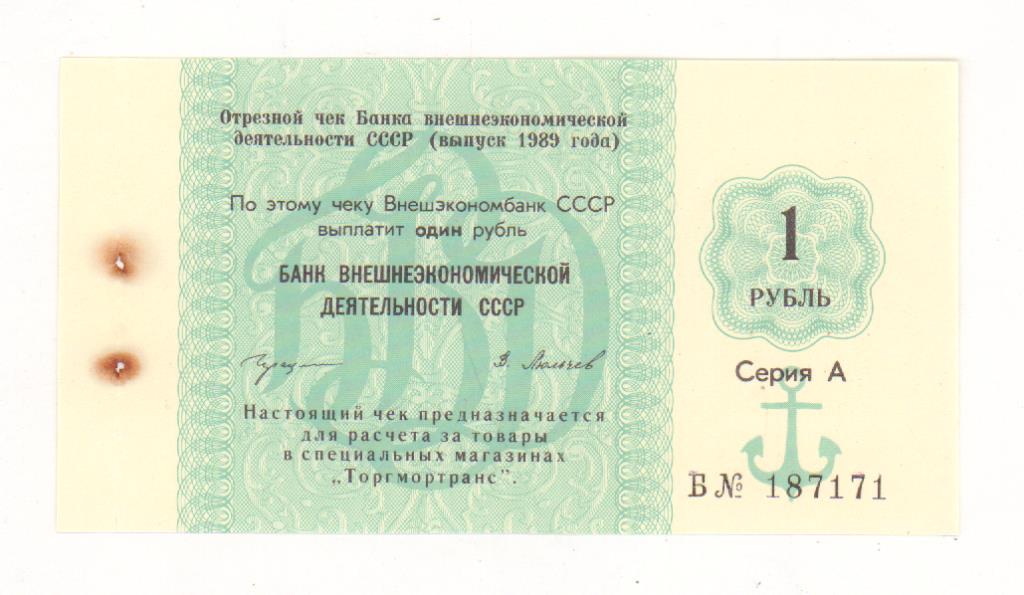 Отрезной чек Банка внешнеэкономической
деятельности СССР (выпуск 1989 года)
По этому чеку Внешэкономбанк СССР
выплатит один рубль
БАНК ВНЕШНЕЭКОНОМИЧЕСКОЙ
ДЕЯТЕЛЬНОСТИ СССР
Настоящий чек предназначается
для расчета за товары
в специальных магазинах
„Торгмортранс".
1
РУБЛЬ
Серия А
Б № 187171